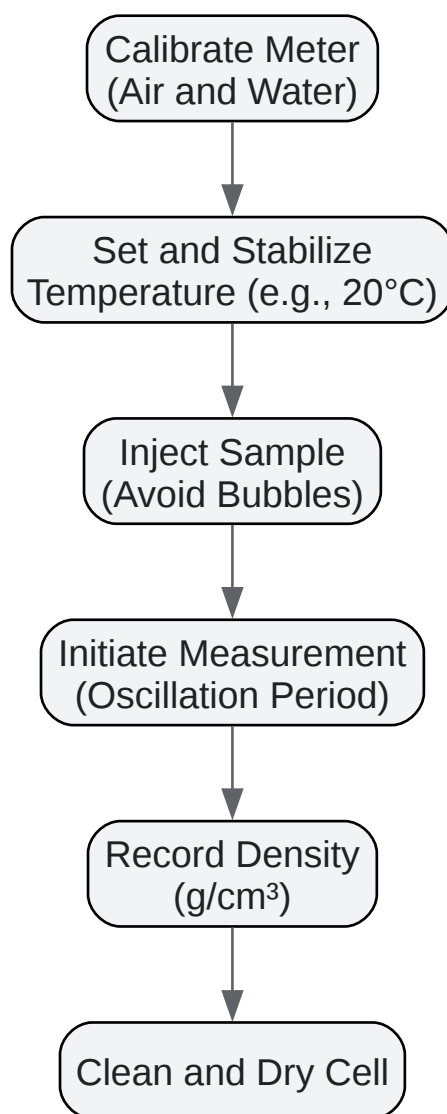 Calibrate Meter
(Air and Water)
Set and Stabilize
Temperature (e.g., 20°C)
Inject Sample
(Avoid Bubbles)
Initiate Measurement
(Oscillation Period)
Record Density
(g/cm³)
Clean and Dry Cell